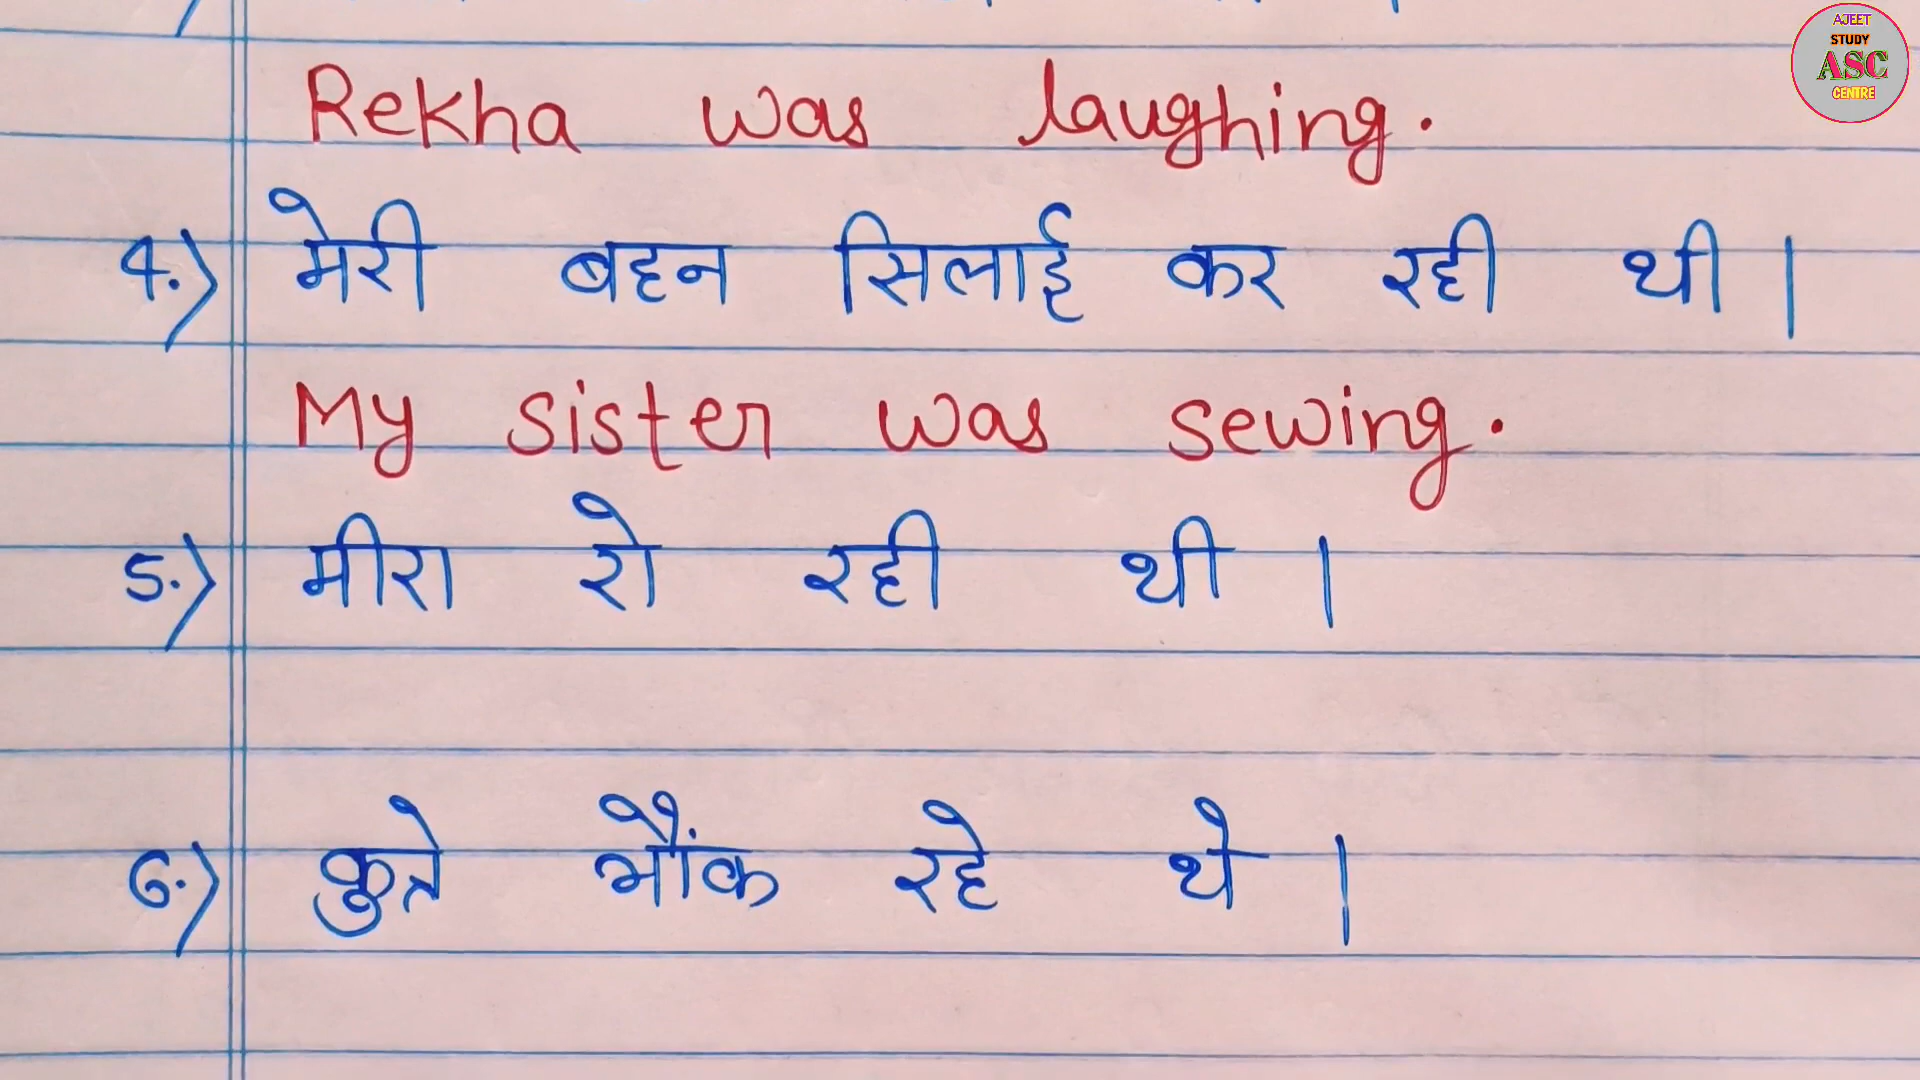 AJEET
STUDY
ASC
CENTRE
Rekha was laughing.
4.) मेरी बहन सिलाई कर रही थी |
My sister was sewing.
5.) मीरा रो रही थी |
6.) कुत्ते भौंक रहे थे |